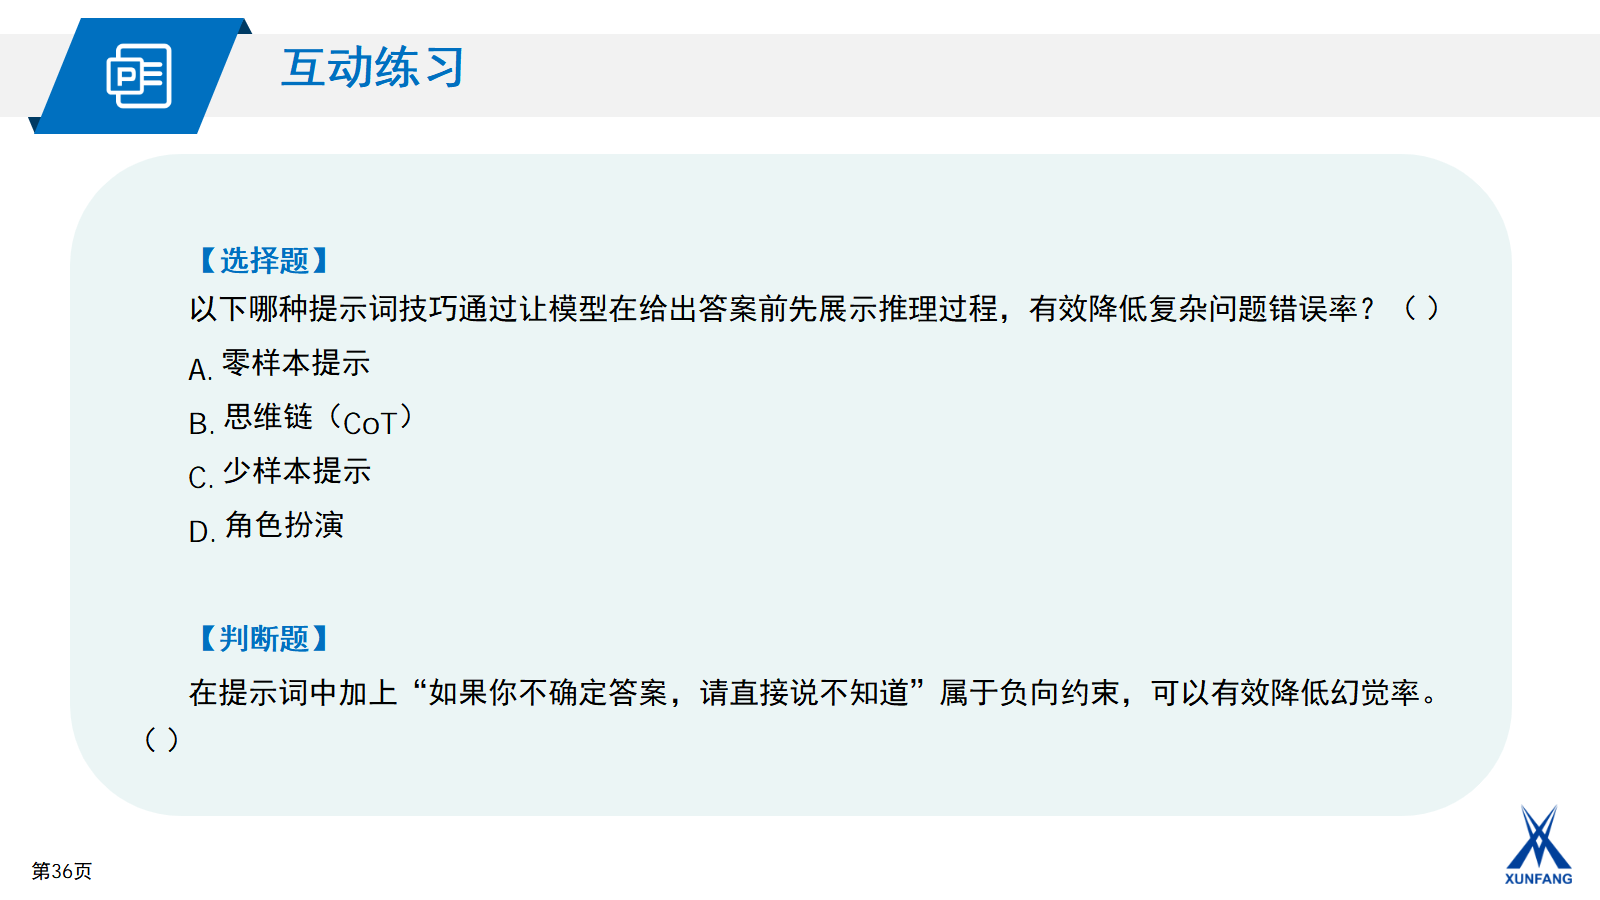 互动练习
【选择题】
以下哪种提示词技巧通过让模型在给出答案前先展示推理过程，有效降低复杂问题错误率？（ ）
A. 零样本提示
B. 思维链（CoT）
C. 少样本提示
D. 角色扮演
【判断题】
在提示词中加上“如果你不确定答案，请直接说不知道”属于负向约束，可以有效降低幻觉率。
（ ）
第36页
XUNFANG